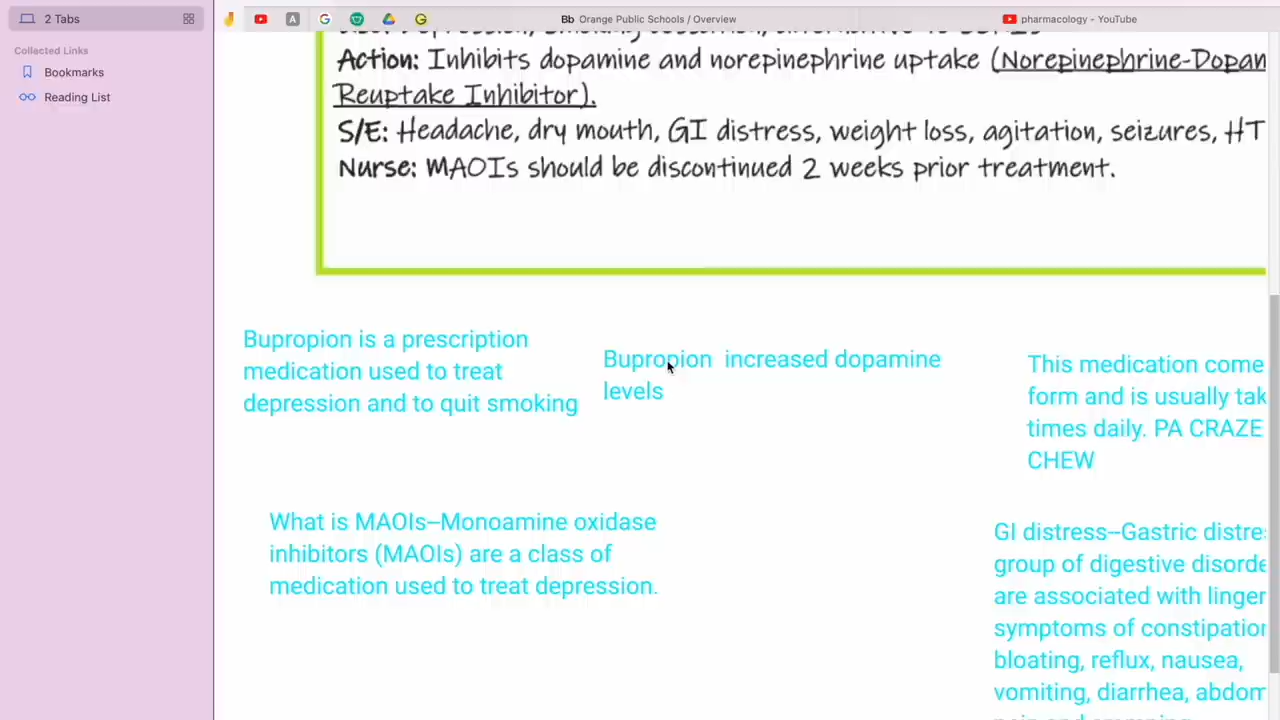 2 Tabs
Collected Links
Bookmarks
Reading List
A
G
G
Bb Orange Public Schools / Overview
pharmacology - YouTube
Action: Inhibits dopamine and norepinephrine uptake (Norepinephrine-Dopan
Reuptake Inhibitor).
S/E: Headache, dry mouth, GI distress, weight loss, agitation, seizures, HT
Nurse: MAOIs should be discontinued 2 weeks prior treatment.
Bupropion is a prescription
medication used to treat
depression and to quit smoking
Bupropion increased dopamine
levels
This medication come
form and is usually tak
times daily. PA CRAZE
CHEW
What is MAOIs–Monoamine oxidase
inhibitors (MAOIs) are a class of
medication used to treat depression.
GI distress–Gastric distre
group of digestive disorde
are associated with linger
symptoms of constipation
bloating, reflux, nausea,
vomiting, diarrhea, abdom